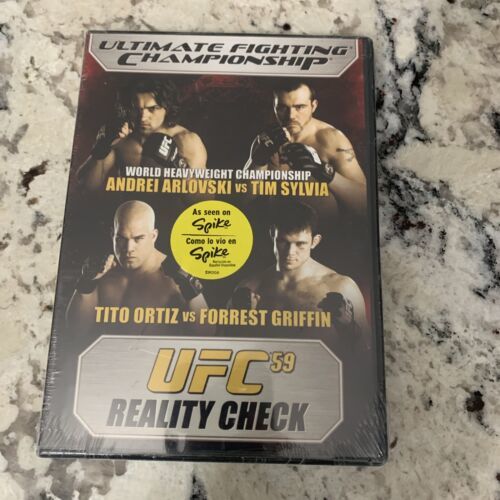 ULTIMATE FIGHTING
CHAMPIONSHIP
UFC
WORLD HEAVYWEIGHT CHAMPIONSHIP
ANDREI ARLOVSKI VS TIM SYLVIA
As seen on
Spike
Como lo vio en
Spike
TITO ORTIZ VS FORREST GRIFFIN
UFC 59
REALITY CHECK